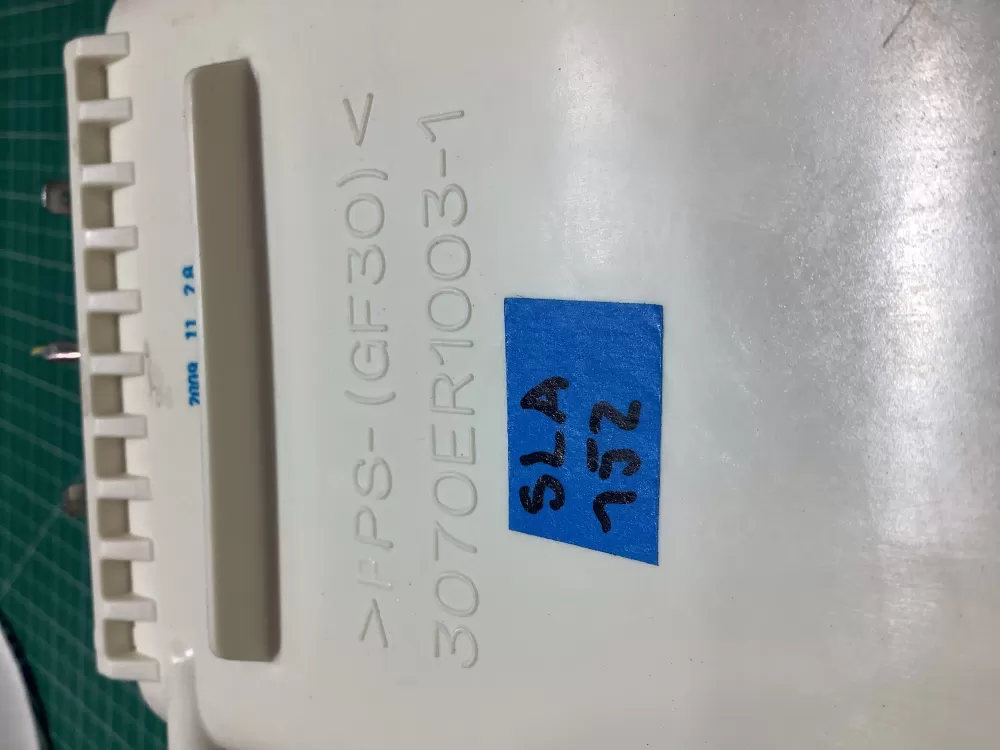 2009 11 28
>PPS-(GF30)<
3070ER1003-1
SLA
152